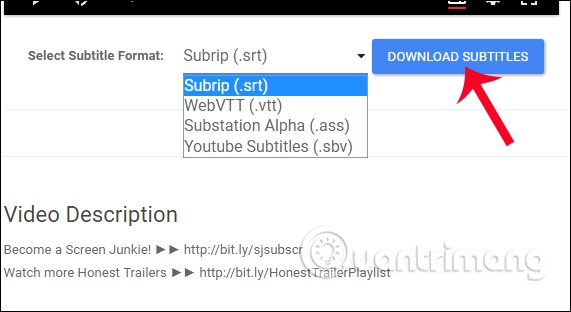 Select Subtitle Format: Subrip (.srt) DOWNLOAD SUBTITLES
Subrip (.srt)
WebVTT (.vtt)
Substation Alpha (.ass)
Youtube Subtitles (.sbv)
Video Description
Become a Screen Junkie! ►► http://bit.ly/sjsubscr
Watch more Honest Trailers ►► http://bit.ly/HonestTrailerPlaylist
Quantrimang